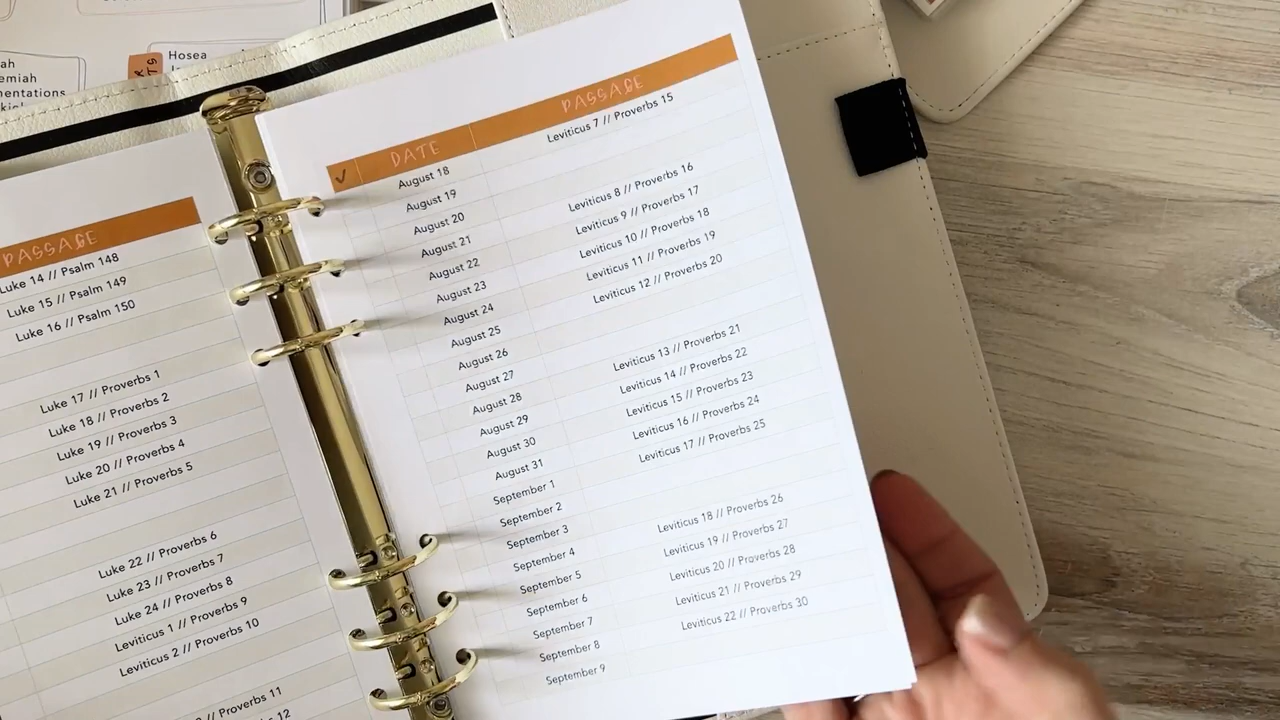 Hosea
emiah
mentations
PASSAGE
Luke 14 // Psalm 148
Luke 15 // Psalm 149
Luke 16 // Psalm 150
Luke 17 // Proverbs 1
Luke 18 // Proverbs 2
Luke 19 // Proverbs 3
Luke 20 // Proverbs 4
Luke 21 // Proverbs 5
Luke 22 // Proverbs 6
Luke 23 // Proverbs 7
Luke 24 // Proverbs 8
Leviticus 1 // Proverbs 9
Leviticus 2 // Proverbs 10
// Proverbs 11
✓ DATE PASSAGE
August 18 Leviticus 7 // Proverbs 15
August 19
August 20
August 21 Leviticus 8 // Proverbs 16
August 22 Leviticus 9 // Proverbs 17
August 23 Leviticus 10 // Proverbs 18
August 24 Leviticus 11 // Proverbs 19
August 25 Leviticus 12 // Proverbs 20
August 26
August 27
August 28 Leviticus 13 // Proverbs 21
August 29 Leviticus 14 // Proverbs 22
August 30 Leviticus 15 // Proverbs 23
August 31 Leviticus 16 // Proverbs 24
September 1 Leviticus 17 // Proverbs 25
September 2
September 3
September 4 Leviticus 18 // Proverbs 26
September 5 Leviticus 19 // Proverbs 27
September 6 Leviticus 20 // Proverbs 28
September 7 Leviticus 21 // Proverbs 29
September 8 Leviticus 22 // Proverbs 30
September 9